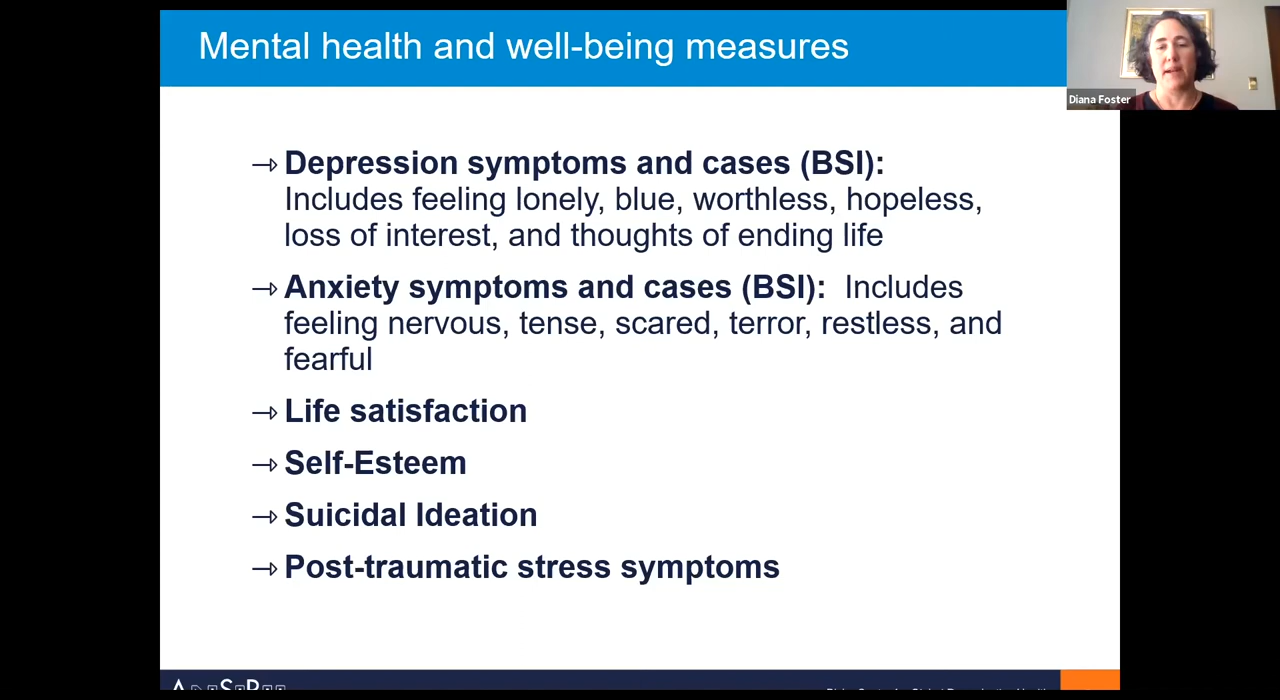 Mental health and well-being measures
Diana Foster
Depression symptoms and cases (BSI):
Includes feeling lonely, blue, worthless, hopeless,
loss of interest, and thoughts of ending life
Anxiety symptoms and cases (BSI): Includes
feeling nervous, tense, scared, terror, restless, and
fearful
Life satisfaction
Self-Esteem
Suicidal Ideation
Post-traumatic stress symptoms